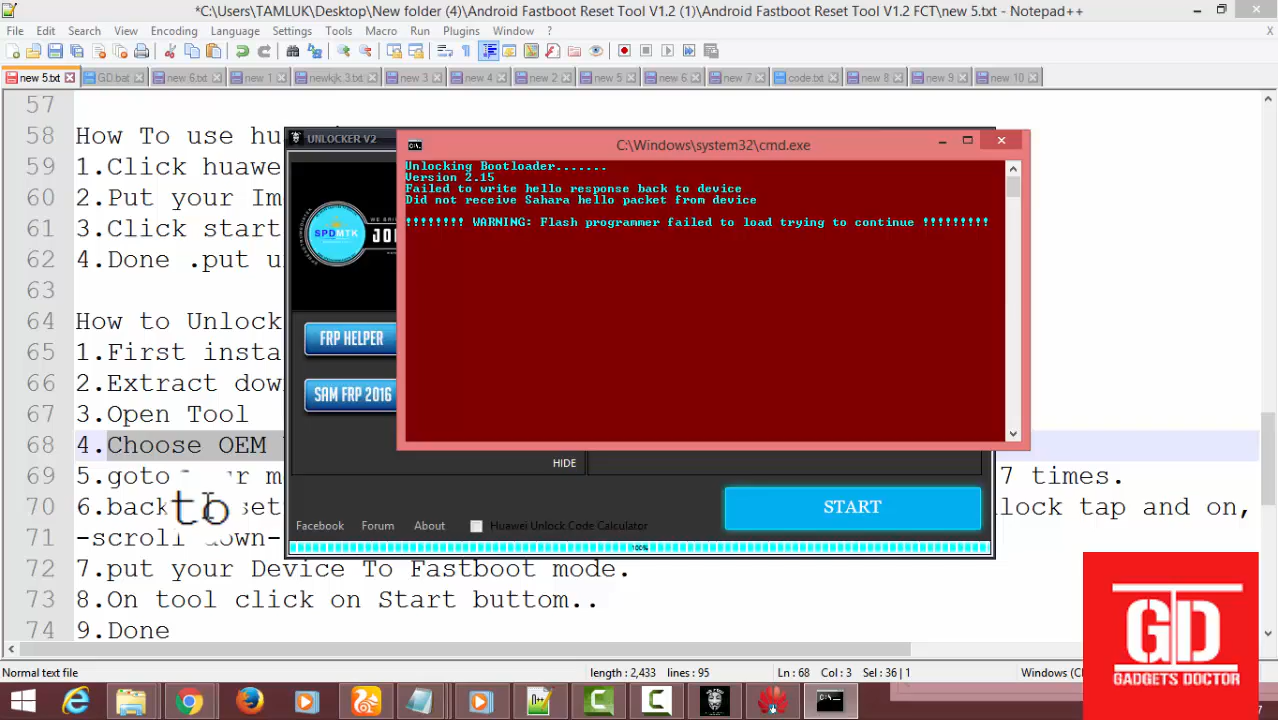 *C:\Users\TAMLUK\Desktop\New folder (4)\Android Fastboot Reset Tool V1.2 (1)\Android Fastboot Reset Tool V1.2 FCT\new 5.txt - Notepad++
File Edit Search View Encoding Language Settings Tools Macro Run Plugins Window ? X
new 5.txt GD.bat new 6.txt new 1 newkjk 3.txt new 3 new 4 new 2 new 5 new 6 new 7 code.txt new 8 new 9 new 10
57
58 How To use hu
59 1.Click huawe
60 2.Put your Im
61 3.Click start
62 4.Done .put u
63
64 How to Unlock
65 1.First insta
66 2.Extract dow
67 3.Open Tool
68 4.Choose OEM
69 5.goto r m 7 times.
70 6.back to set lock tap and on,
71 -scroll down-
72 7.put your Device To Fastboot mode.
73 8.On tool click on Start buttom..
74 9.Done
UNLOCKER V2
SPDMTK
WE BRI
JO
FRP HELPER
SAM FRP 2016
HIDE
START
Facebook Forum About Huawei Unlock Code Calculator
100%
C:\Windows\system32\cmd.exe
Unlocking Bootloader.......
Version 2.15
Failed to write hello response back to device
Did not receive Sahara hello packet from device
!!!!!!!! WARNING: Flash programmer failed to load trying to continue !!!!!!!!!
Normal text file length : 2,433 lines : 95 Ln : 68 Col : 3 Sel : 36 | 1 Windows (C
GD
GADGETS DOCTOR